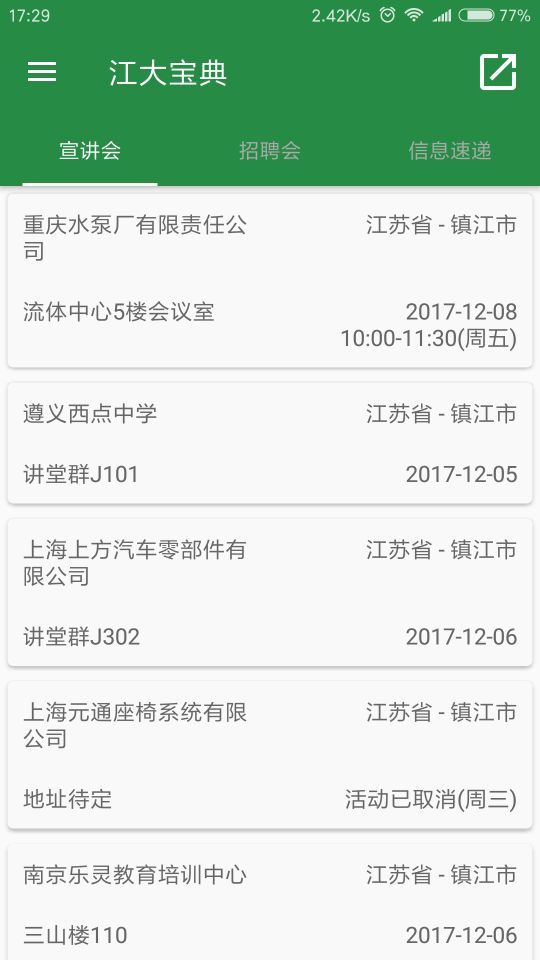 17:29 2.42K/s 77%
江大宝典
宣讲会 招聘会 信息速递
重庆水泵厂有限责任公 江苏省 - 镇江市
司
流体中心5楼会议室 2017-12-08
10:00-11:30(周五)
遵义西点中学 江苏省 - 镇江市
讲堂群J101 2017-12-05
上海上方汽车零部件有 江苏省 - 镇江市
限公司
讲堂群J302 2017-12-06
上海元通座椅系统有限 江苏省 - 镇江市
公司
地址待定 活动已取消(周三)
南京乐灵教育培训中心 江苏省 - 镇江市
三山楼110 2017-12-06